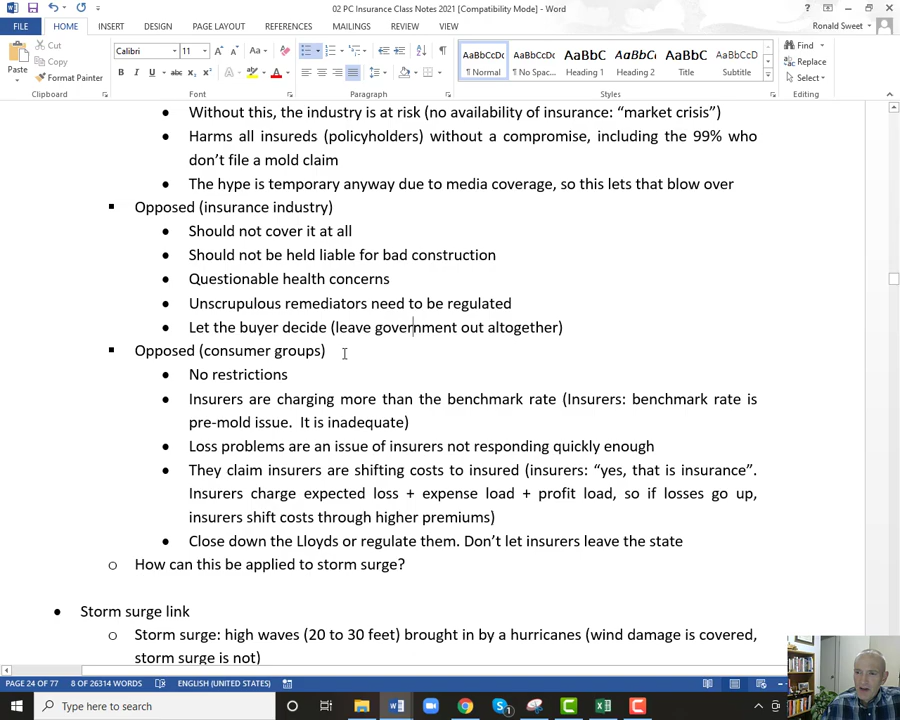 02 PC Insurance Class Notes 2021 [Compatibility Mode] - Word
FILE HOME INSERT DESIGN PAGE LAYOUT REFERENCES MAILINGS REVIEW VIEW Ronald Sweet
Paste
Cut
Copy
Format Painter
Calibri 11
AaBbCcDc AaBbCcDc AaBbC AaBbCc AaBbC AaBbCcD
¶ Normal ¶ No Spac... Heading 1 Heading 2 Title Subtitle
Find
Replace
Select
Clipboard Font Paragraph Styles Editing
• Without this, the industry is at risk (no availability of insurance: “market crisis”)
• Harms all insureds (policyholders) without a compromise, including the 99% who
don’t file a mold claim
• The hype is temporary anyway due to media coverage, so this lets that blow over
▪ Opposed (insurance industry)
• Should not cover it at all
• Should not be held liable for bad construction
• Questionable health concerns
• Unscrupulous remediators need to be regulated
• Let the buyer decide (leave government out altogether)
▪ Opposed (consumer groups)
• No restrictions
• Insurers are charging more than the benchmark rate (Insurers: benchmark rate is
pre-mold issue. It is inadequate)
• Loss problems are an issue of insurers not responding quickly enough
• They claim insurers are shifting costs to insured (insurers: “yes, that is insurance”.
Insurers charge expected loss + expense load + profit load, so if losses go up,
insurers shift costs through higher premiums)
• Close down the Lloyds or regulate them. Don’t let insurers leave the state
o How can this be applied to storm surge?
• Storm surge link
o Storm surge: high waves (20 to 30 feet) brought in by a hurricanes (wind damage is covered,
storm surge is not)
PAGE 24 OF 77 8 OF 26314 WORDS ENGLISH (UNITED STATES)
Type here to search